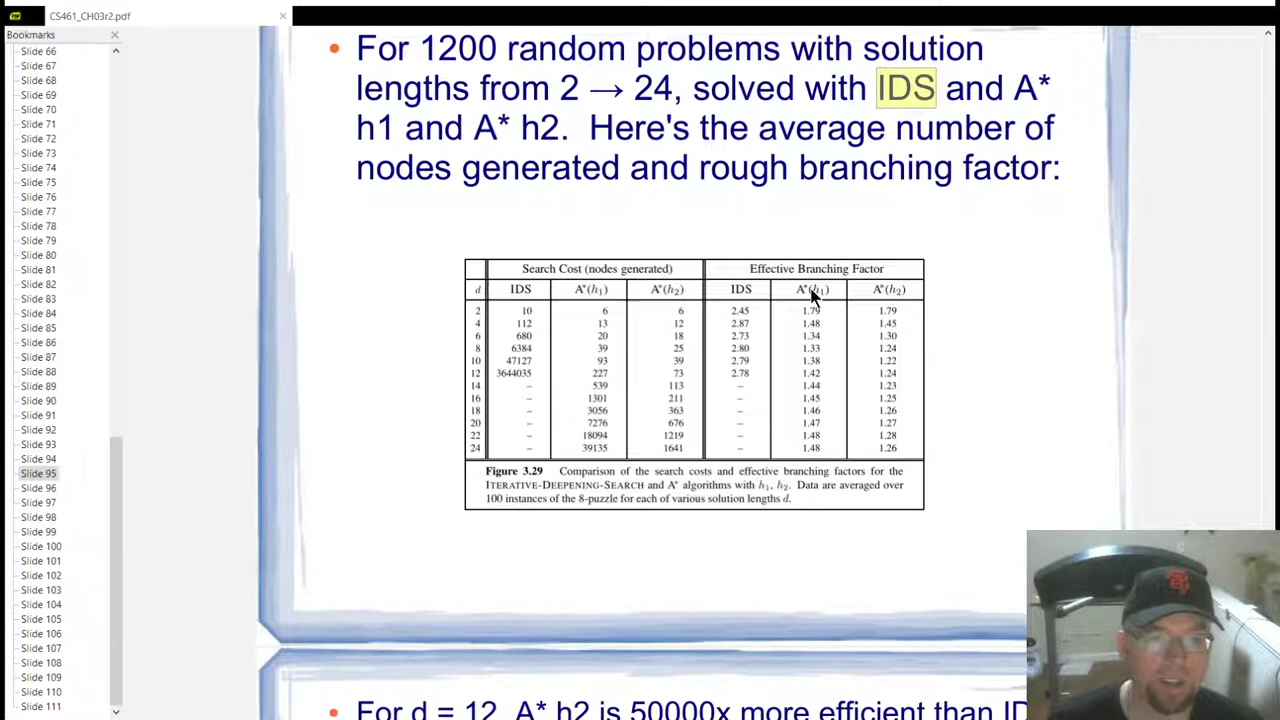 CS461_CH03r2.pdf
Bookmarks
Slide 66
Slide 67
Slide 68
Slide 69
Slide 70
Slide 71
Slide 72
Slide 73
Slide 74
Slide 75
Slide 76
Slide 77
Slide 78
Slide 79
Slide 80
Slide 81
Slide 82
Slide 83
Slide 84
Slide 85
Slide 86
Slide 87
Slide 88
Slide 89
Slide 90
Slide 91
Slide 92
Slide 93
Slide 94
Slide 95
Slide 96
Slide 97
Slide 98
Slide 99
Slide 100
Slide 101
Slide 102
Slide 103
Slide 104
Slide 105
Slide 106
Slide 107
Slide 108
Slide 109
Slide 110
Slide 111
• For 1200 random problems with solution
lengths from 2 → 24, solved with IDS and A*
h1 and A* h2. Here's the average number of
nodes generated and rough branching factor:
Search Cost (nodes generated) Effective Branching Factor
d IDS A*(h1) A*(h2) IDS A*(h1) A*(h2)
2 10 6 6 2.45 1.79 1.79
4 112 13 12 2.87 1.48 1.45
6 680 20 18 2.73 1.34 1.30
8 6384 39 25 2.80 1.33 1.24
10 47127 93 39 2.79 1.38 1.22
12 3644035 227 73 2.78 1.42 1.24
14 – 539 113 – 1.44 1.23
16 – 1301 211 – 1.45 1.25
18 – 3056 363 – 1.46 1.26
20 – 7276 676 – 1.47 1.27
22 – 18094 1219 – 1.48 1.28
24 – 39135 1641 – 1.48 1.26
Figure 3.29 Comparison of the search costs and effective branching factors for the
ITERATIVE-DEEPENING-SEARCH and A* algorithms with h1, h2. Data are averaged over
100 instances of the 8-puzzle for each of various solution lengths d.
• For d = 12, A* h2 is 50000x more efficient than ID